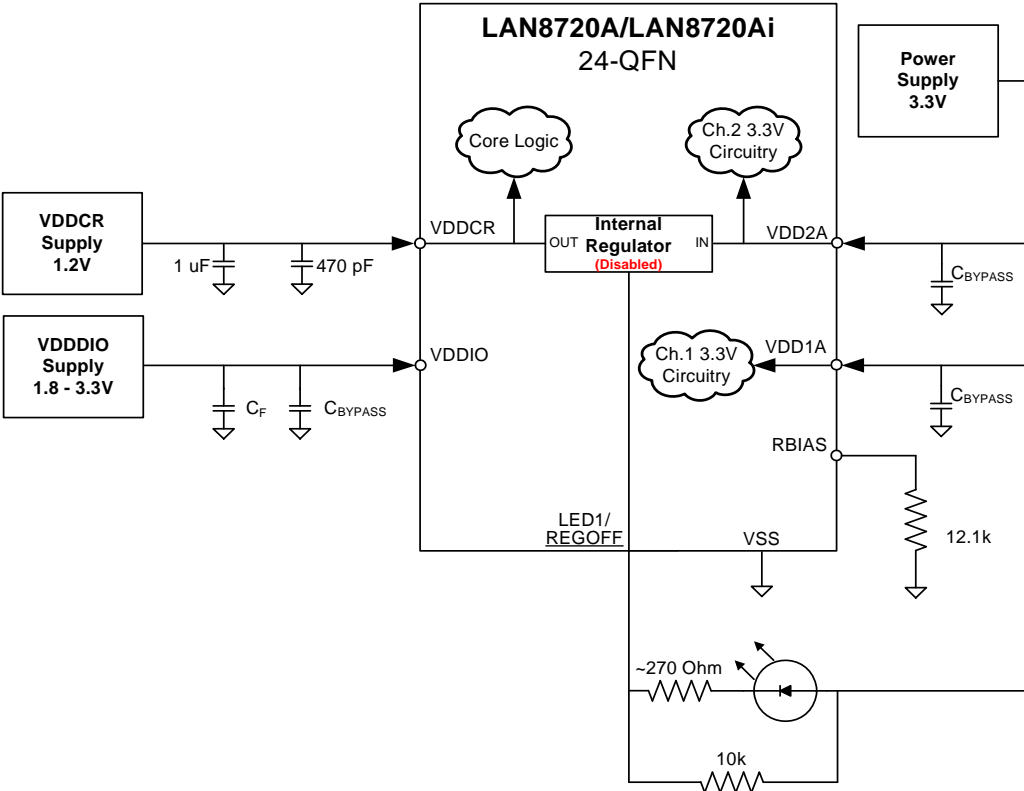 LAN8720A/LAN8720Ai
24-QFN
Power
Supply
3.3V
Core Logic
Ch.2 3.3V
Circuitry
VDDCR
Supply
1.2V
1 uF
470 pF
VDDCR
OUT
Internal
Regulator
(Disabled)
IN
VDD2A
CBYPASS
VDDDIO
Supply
1.8 - 3.3V
CF
CBYPASS
VDDIO
Ch.1 3.3V
Circuitry
VDD1A
CBYPASS
RBIAS
12.1k
LED1/
REGOFF
VSS
~270 Ohm
10k